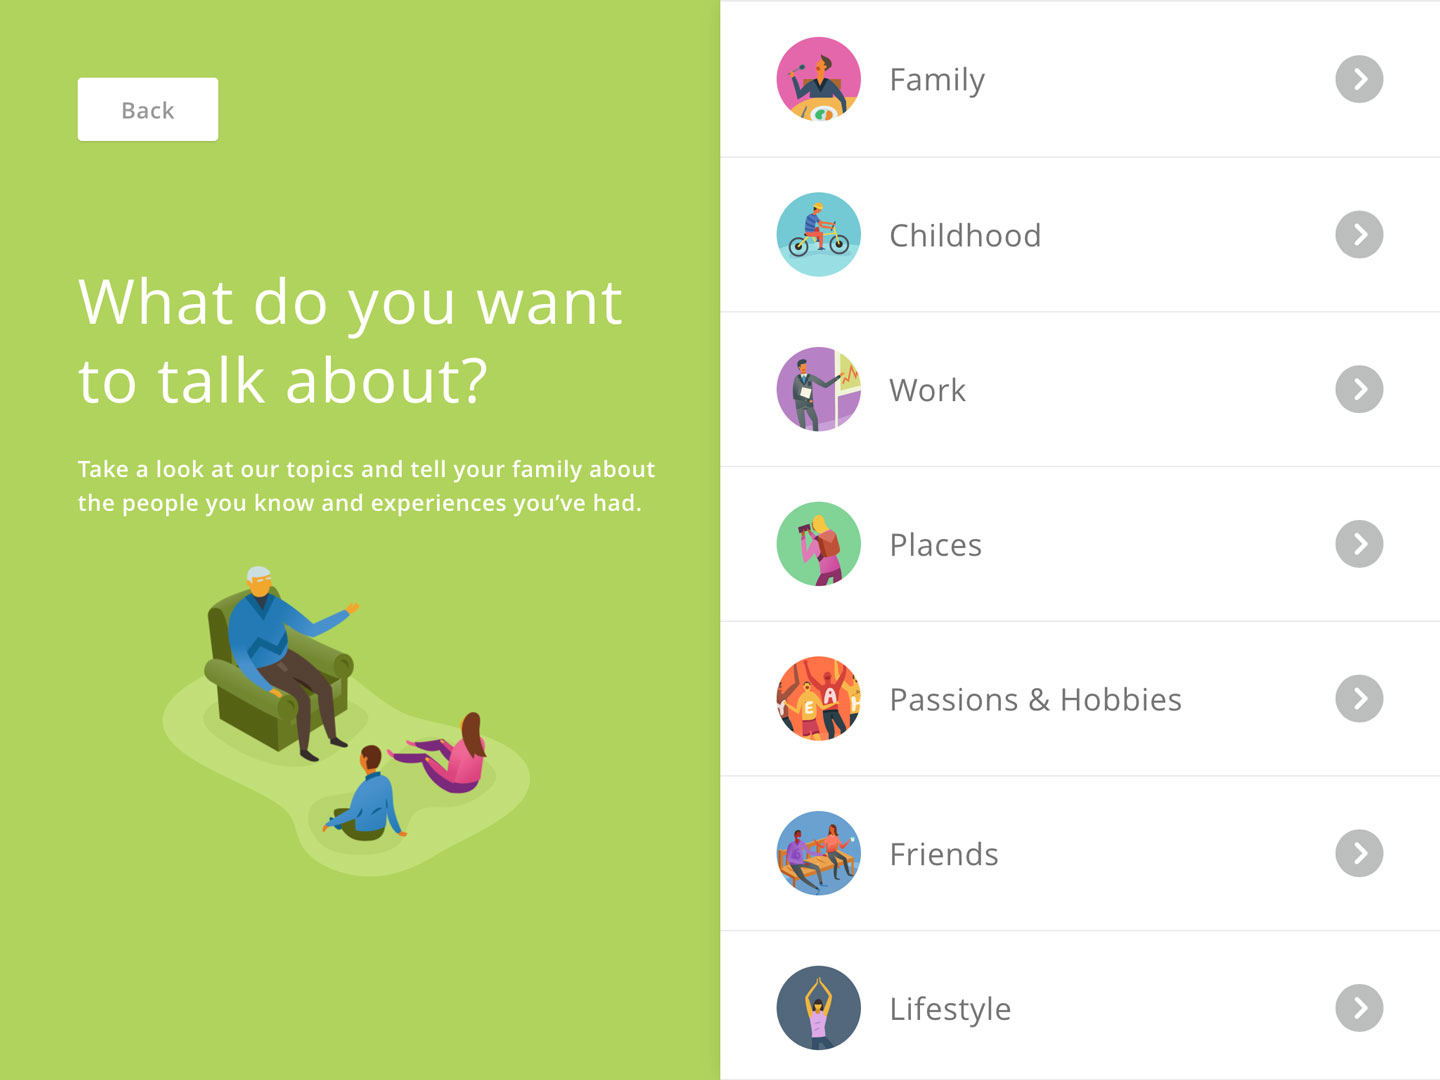 Back
What do you want
to talk about?
Take a look at our topics and tell your family about
the people you know and experiences you’ve had.
Family
Childhood
Work
Places
Passions & Hobbies
Friends
Lifestyle